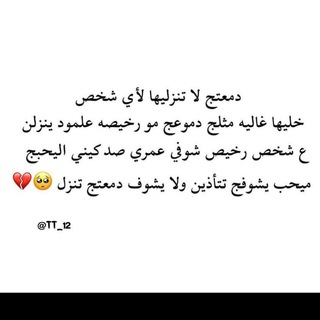 دمعتج لا تنزليها لأي شخص
خليها غاليه مثلج دموعج مو رخيصه علمود ينزلن
ع شخص رخيص شوفي عمري صدكيني اليحبج
ميحب يشوفج تتأذين ولا يشوف دمعتج تنزل 🥺💔
@TT_12